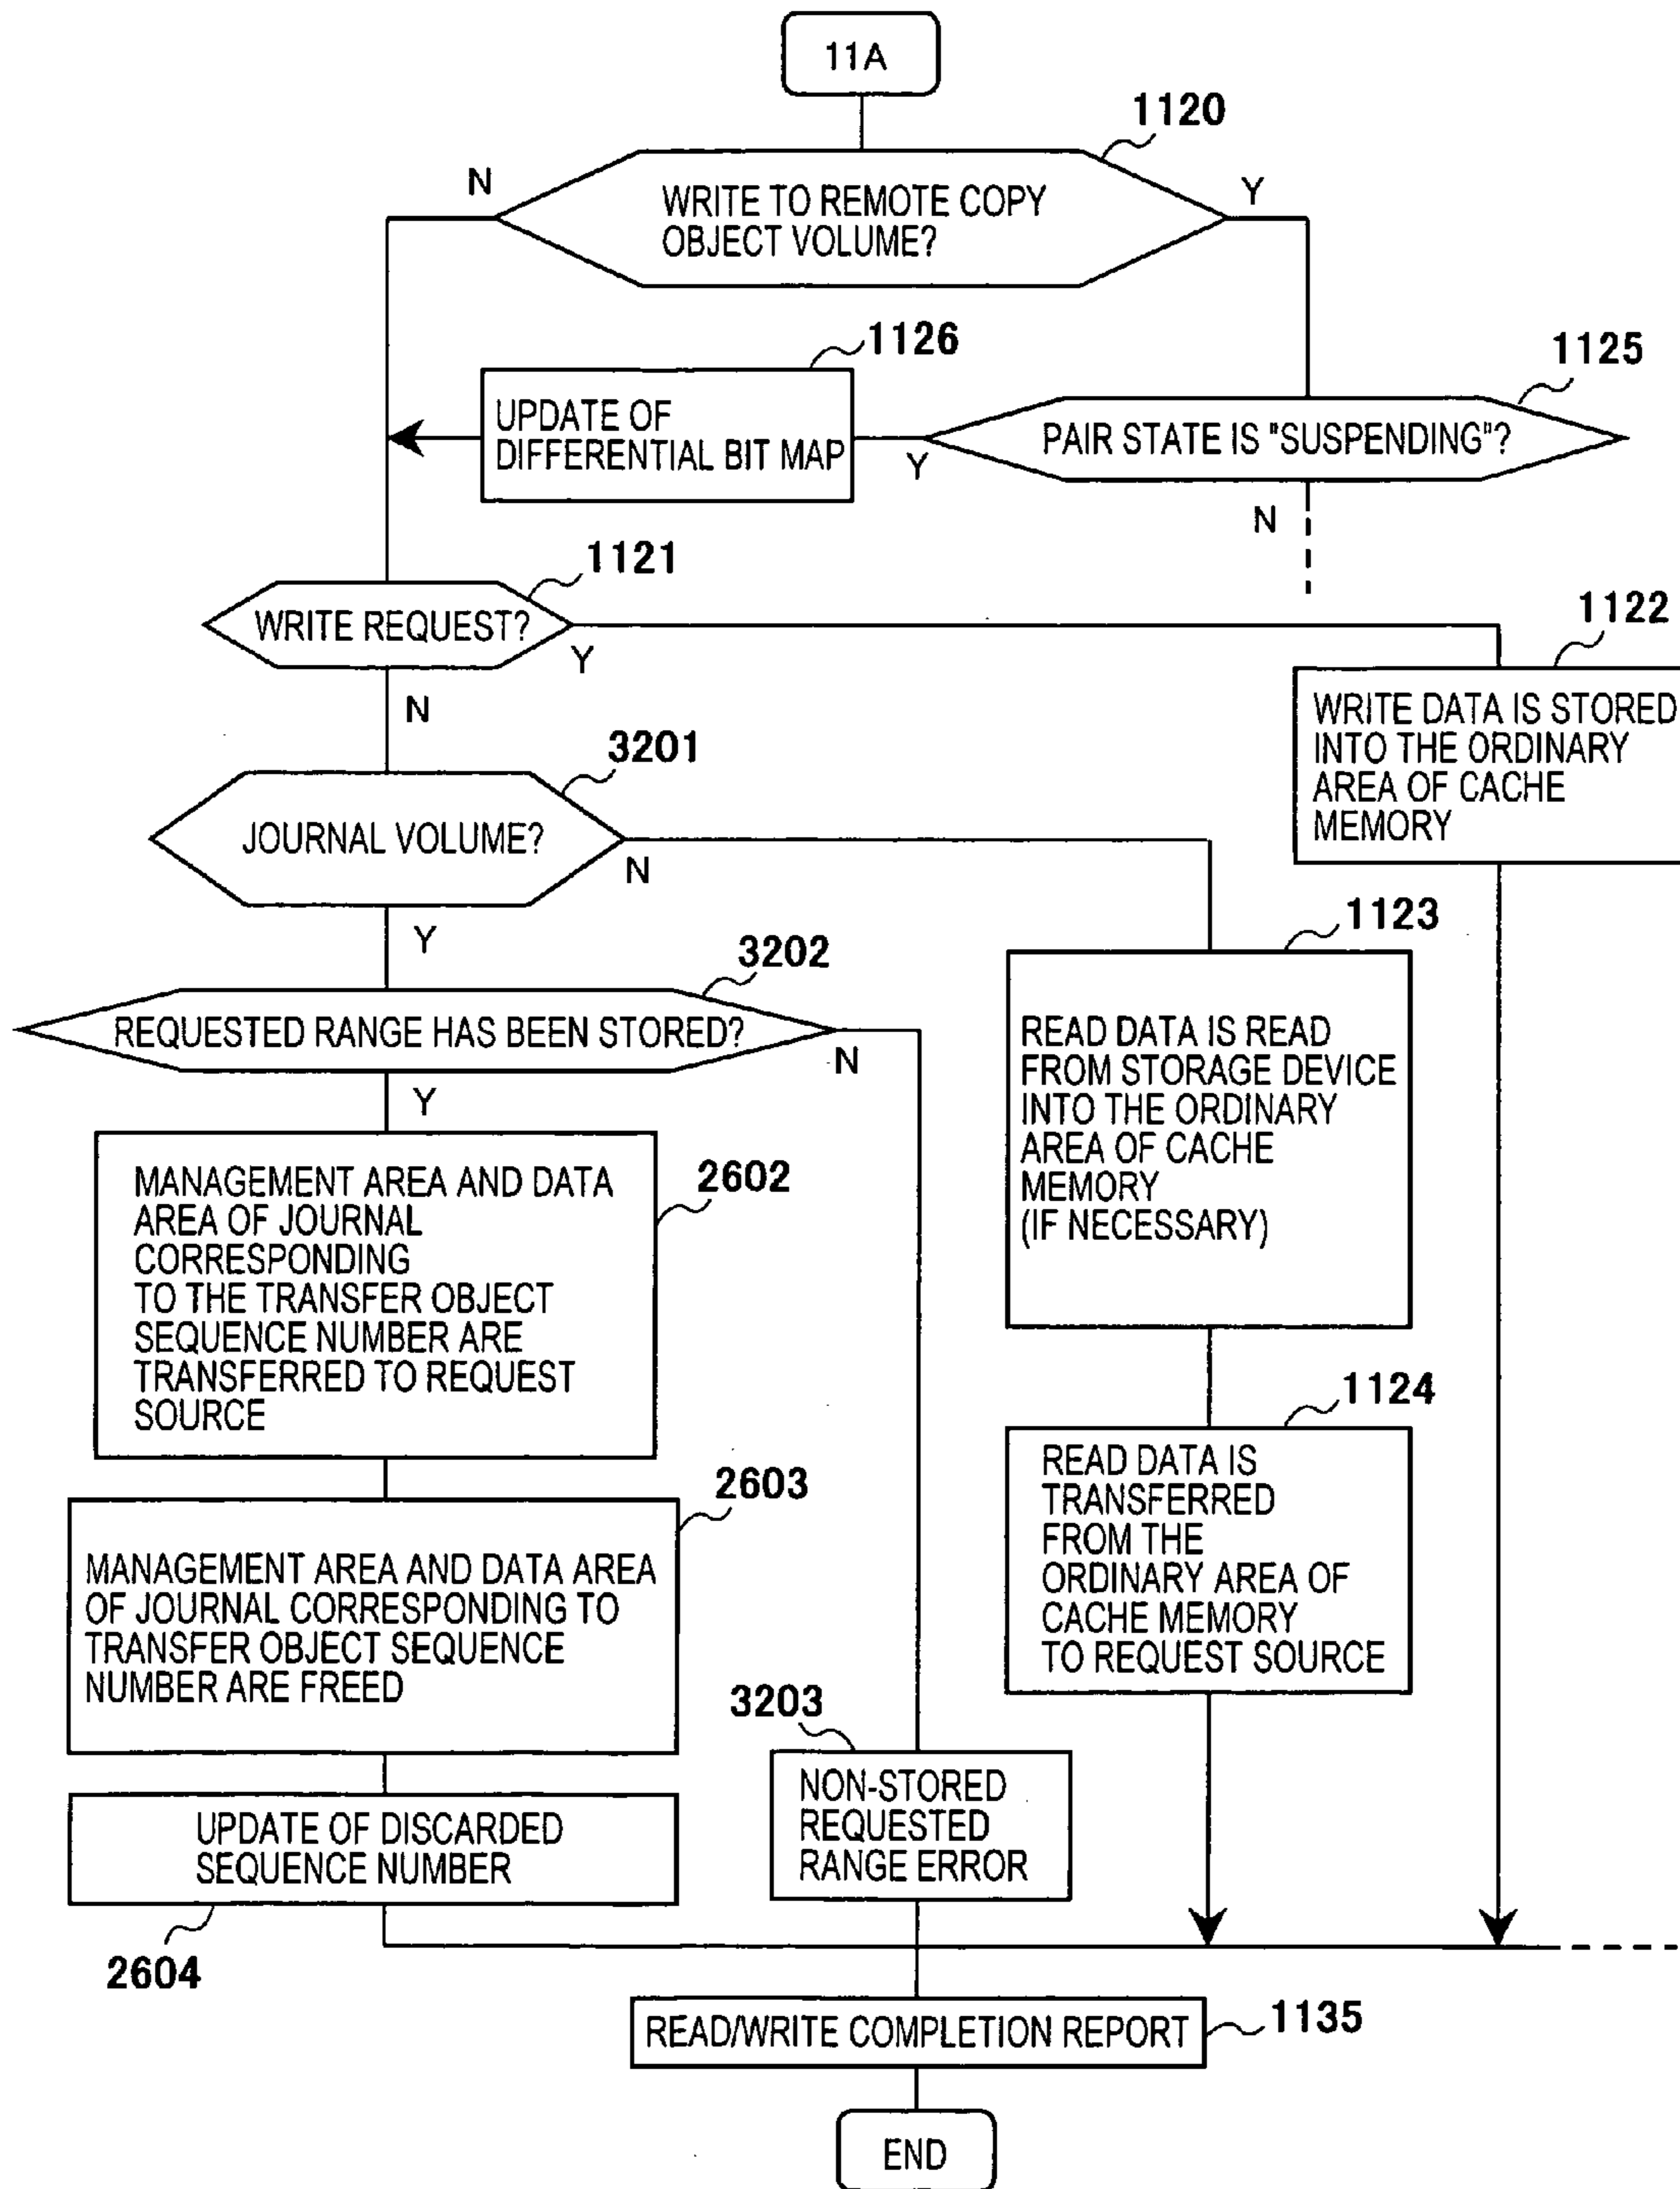 11A
1120
N
Y
WRITE TO REMOTE COPY
OBJECT VOLUME?
1126
1125
UPDATE OF
DIFFERENTIAL BIT MAP
Y
PAIR STATE IS "SUSPENDING"?
N
1121
WRITE REQUEST?
Y
N
1122
WRITE DATA IS STORED
INTO THE ORDINARY
AREA OF CACHE
MEMORY
3201
JOURNAL VOLUME?
N
Y
3202
REQUESTED RANGE HAS BEEN STORED?
N
Y
1123
READ DATA IS READ
FROM STORAGE DEVICE
INTO THE ORDINARY
AREA OF CACHE
MEMORY
(IF NECESSARY)
2602
MANAGEMENT AREA AND DATA
AREA OF JOURNAL
CORRESPONDING
TO THE TRANSFER OBJECT
SEQUENCE NUMBER ARE
TRANSFERRED TO REQUEST
SOURCE
1124
READ DATA IS
TRANSFERRED
FROM THE
ORDINARY AREA OF
CACHE MEMORY
TO REQUEST SOURCE
2603
MANAGEMENT AREA AND DATA AREA
OF JOURNAL CORRESPONDING TO
TRANSFER OBJECT SEQUENCE
NUMBER ARE FREED
3203
NON-STORED
REQUESTED
RANGE ERROR
UPDATE OF DISCARDED
SEQUENCE NUMBER
2604
READ/WRITE COMPLETION REPORT
1135
END